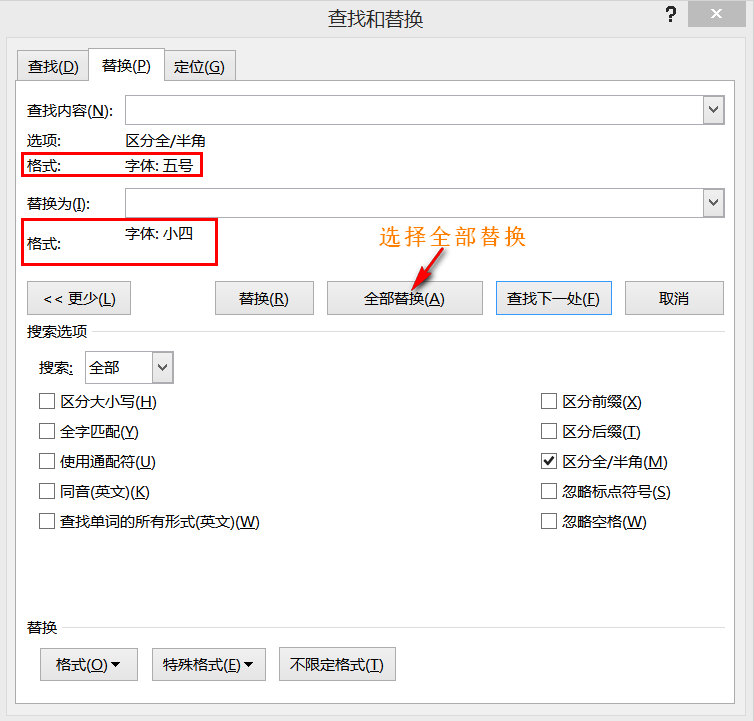 查找和替换
查找(D) 替换(P) 定位(G)
查找内容(N):
选项: 区分全/半角
格式: 字体: 五号
替换为(I):
格式: 字体: 小四
选择全部替换
<< 更少(L) 替换(R) 全部替换(A) 查找下一处(F) 取消
搜索选项
搜索: 全部
区分大小写(H) 区分前缀(X)
全字匹配(Y) 区分后缀(T)
使用通配符(U) 区分全/半角(M)
同音(英文)(K) 忽略标点符号(S)
查找单词的所有形式(英文)(W) 忽略空格(W)
替换
格式(O) 特殊格式(E) 不限定格式(T)